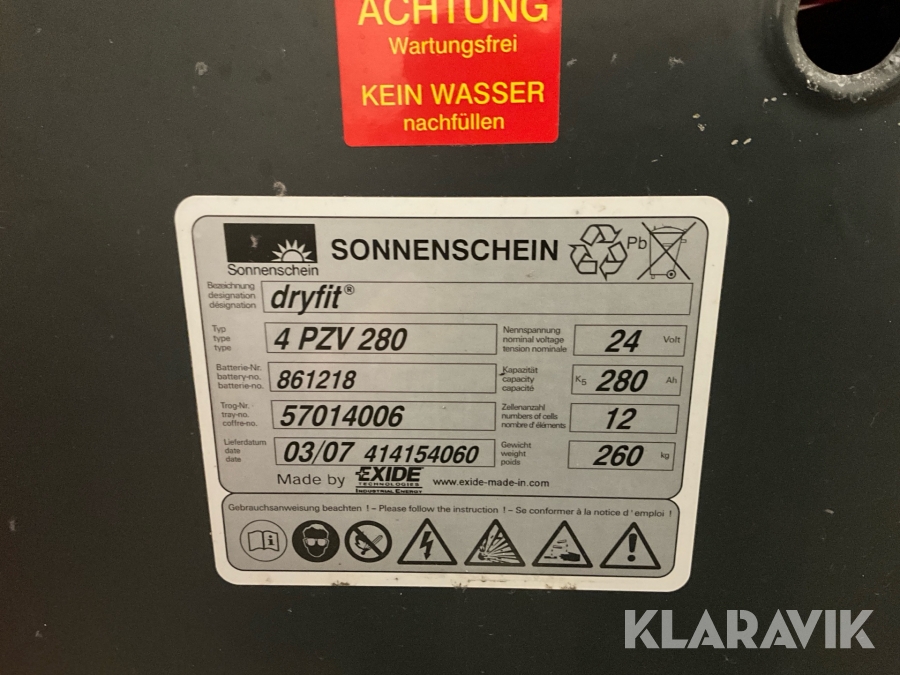 ACHTUNG
Wartungsfrei
KEIN WASSER
nachfüllen
Sonnenschein
SONNENSCHEIN
Pb
Bezeichnung
designation
désignation
dryfit®
Typ
type
type
4 PZV 280
Nennspannung
nominal voltage
tension nominale
24 Volt
Batterie-Nr.
battery-no.
batterie-no.
861218
Kapazität
capacity
capacité
K5 280 Ah
Trog-Nr.
tray-no.
coffre-no.
57014006
Zellenanzahl
numbers of cells
nombre d'éléments
12
Lieferdatum
date
date
03/07 414154060
Gewicht
weight
poids
260 kg
Made by EXIDE
TECHNOLOGIES
INDUSTRIAL ENERGY
www.exide-made-in.com
Gebrauchsanweisung beachten ! – Please follow the instruction ! – Se conformer à la notice d'emploi !
KLARAVIK